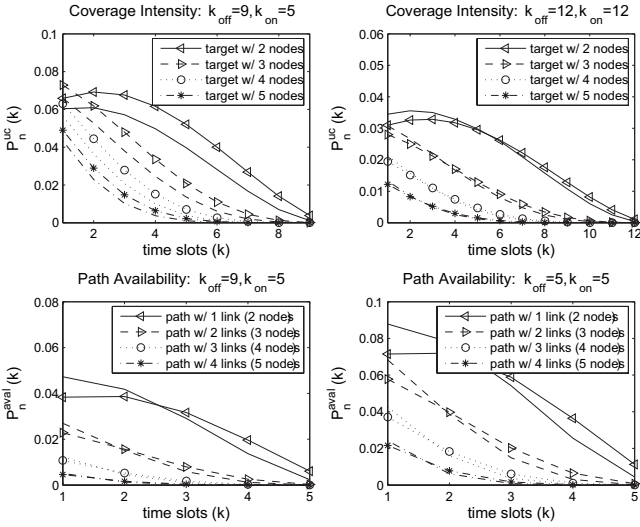 Coverage Intensity: k_off=9,k_on=5
0.1
0.08
0.06
0.04
0.02
0
P_n^uc (k)
target w/ 2 nodes
target w/ 3 nodes
target w/ 4 nodes
target w/ 5 nodes
2 4 6 8
time slots (k)
Coverage Intensity: k_off=12,k_on=12
0.06
0.05
0.04
0.03
0.02
0.01
0
P_n^uc (k)
target w/ 2 nodes
target w/ 3 nodes
target w/ 4 nodes
target w/ 5 nodes
2 4 6 8 10 12
time slots (k)
Path Availability: k_off=9,k_on=5
0.08
0.06
0.04
0.02
0
P_n^aval (k)
path w/ 1 link (2 nodes)
path w/ 2 links (3 nodes)
path w/ 3 links (4 nodes)
path w/ 4 links (5 nodes)
1 2 3 4 5
time slots (k)
Path Availability: k_off=5,k_on=5
0.1
0.08
0.06
0.04
0.02
0
P_n^aval (k)
path w/ 1 link (2 nodes)
path w/ 2 links (3 nodes)
path w/ 3 links (4 nodes)
path w/ 4 links (5 nodes)
1 2 3 4 5
time slots (k)